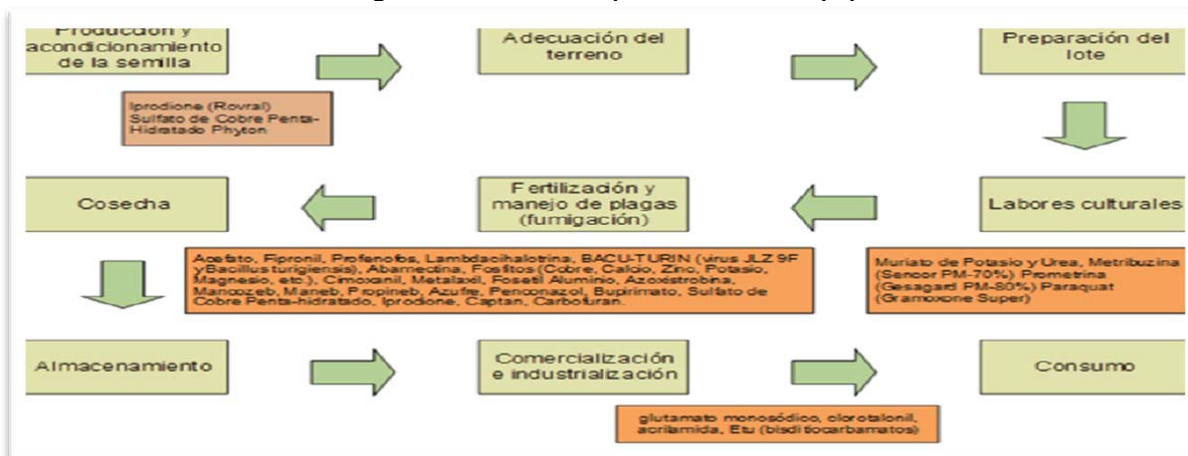 Producción y
acondicionamiento
de la semilla
Adecuación del
terreno
Preparación del
lote
Iprodione (Rovral)
Sulfato de Cobre Penta-
Hidratado Phyton
Cosecha
Fertilización y
manejo de plagas
(fumigación)
Labores culturales
Acefato, Fipronil, Profenofos, Lambdacihalotrina, BACU-TURIN (virus JLZ 9F
y Bacillus turigiensis), Abamectina, Fosfitos (Cobre, Calcio, Zinc, Potasio,
Magnesio, etc.), Cimoxanil, Metalaxil, Fosetil Aluminio, Azoxistrobina,
Mancozeb, Maneb, Propineb, Azufre, Penconazol, Bupirimato, Sulfato de
Cobre Penta-hidratado, Iprodione, Captan, Carbofuran.
Muriato de Potasio y Urea, Metribuzina
(Sencor PM-70%) Prometrina
(Gesagard PM-80%) Paraquat
(Gramoxone Super)
Almacenamiento
Comercialización
e industrialización
Consumo
glutamato monosódico, clorotalonil,
acrilamida, Etu (bisditiocarbamatos)